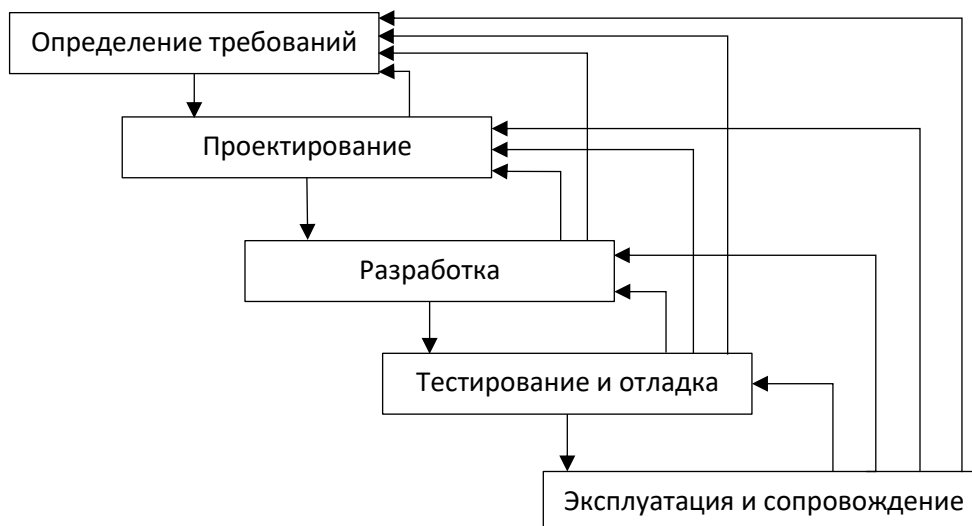 Определение требований
Проектирование
Разработка
Тестирование и отладка
Эксплуатация и сопровождение